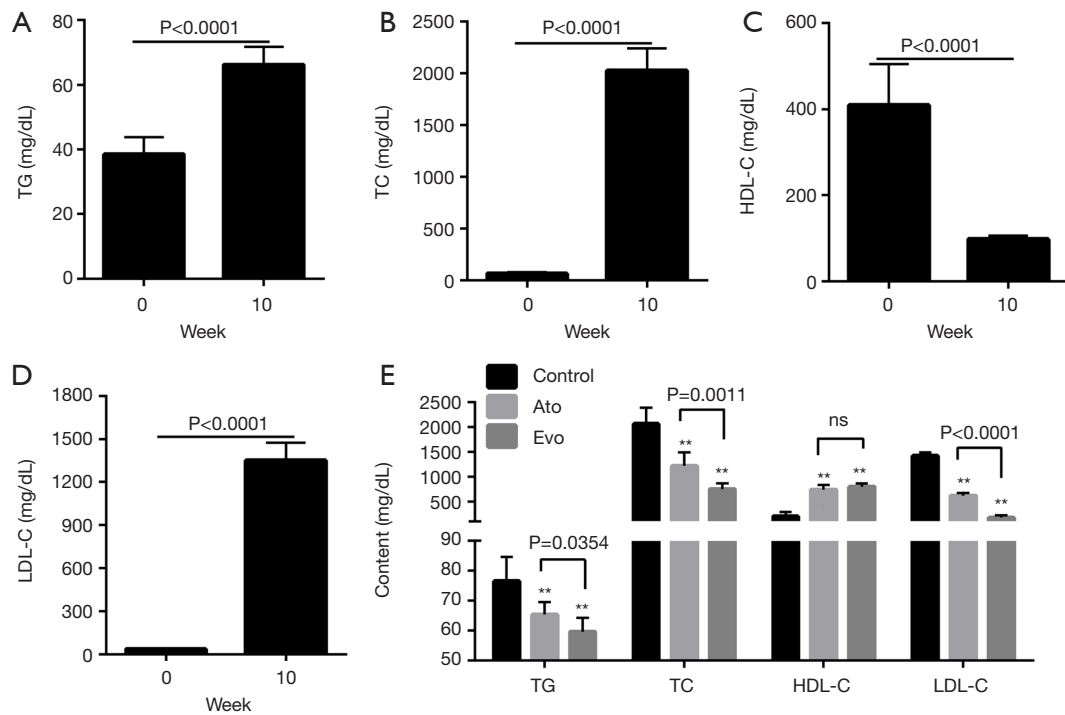 A
80
60
40
20
0
TG (mg/dL)
P<0.0001
0 10
Week
B
2500
2000
1500
1000
500
0
TC (mg/dL)
P<0.0001
0 10
Week
C
600
400
200
0
HDL-C (mg/dL)
P<0.0001
0 10
Week
D
1800
1500
1200
900
600
300
0
LDL-C (mg/dL)
P<0.0001
0 10
Week
E
Control
Ato
Evo
2500
2000
1500
1000
500
90
80
70
60
50
Content (mg/dL)
P=0.0354
** **
P=0.0011
** **
ns
** **
P<0.0001
** **
TG TC HDL-C LDL-C